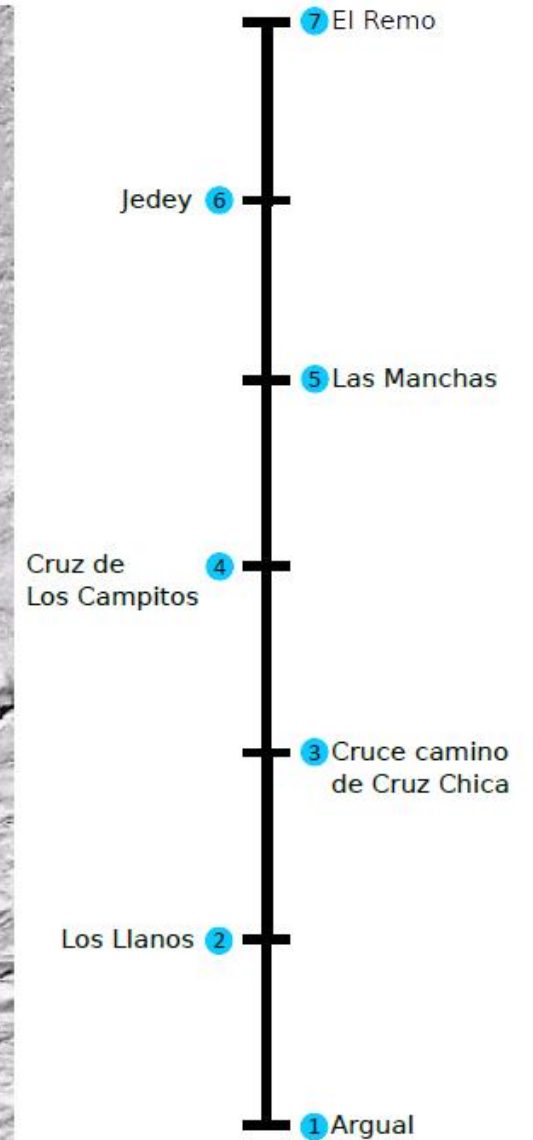 7 El Remo
Jedey 6
5 Las Manchas
Cruz de 4
Los Campitos
3 Cruce camino
de Cruz Chica
Los Llanos 2
1 Argual